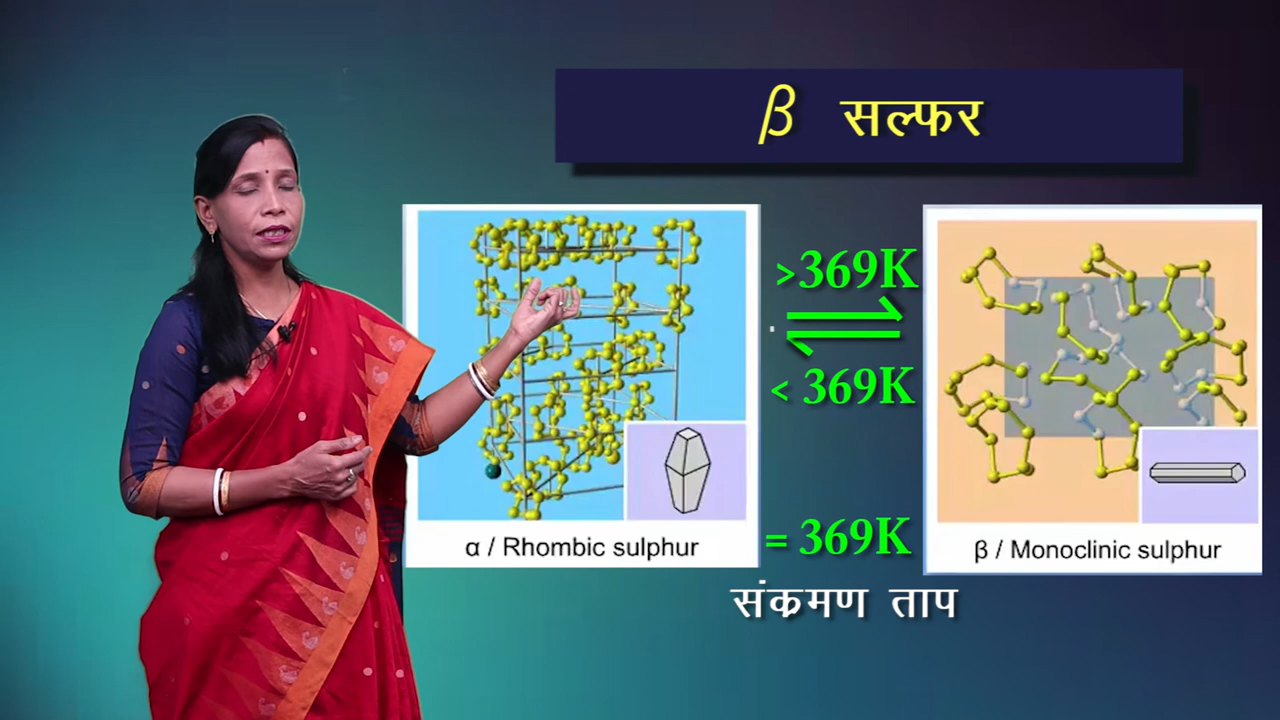 β सल्फर
>369K
< 369K
= 369K
संक्रमण ताप
α / Rhombic sulphur
β / Monoclinic sulphur